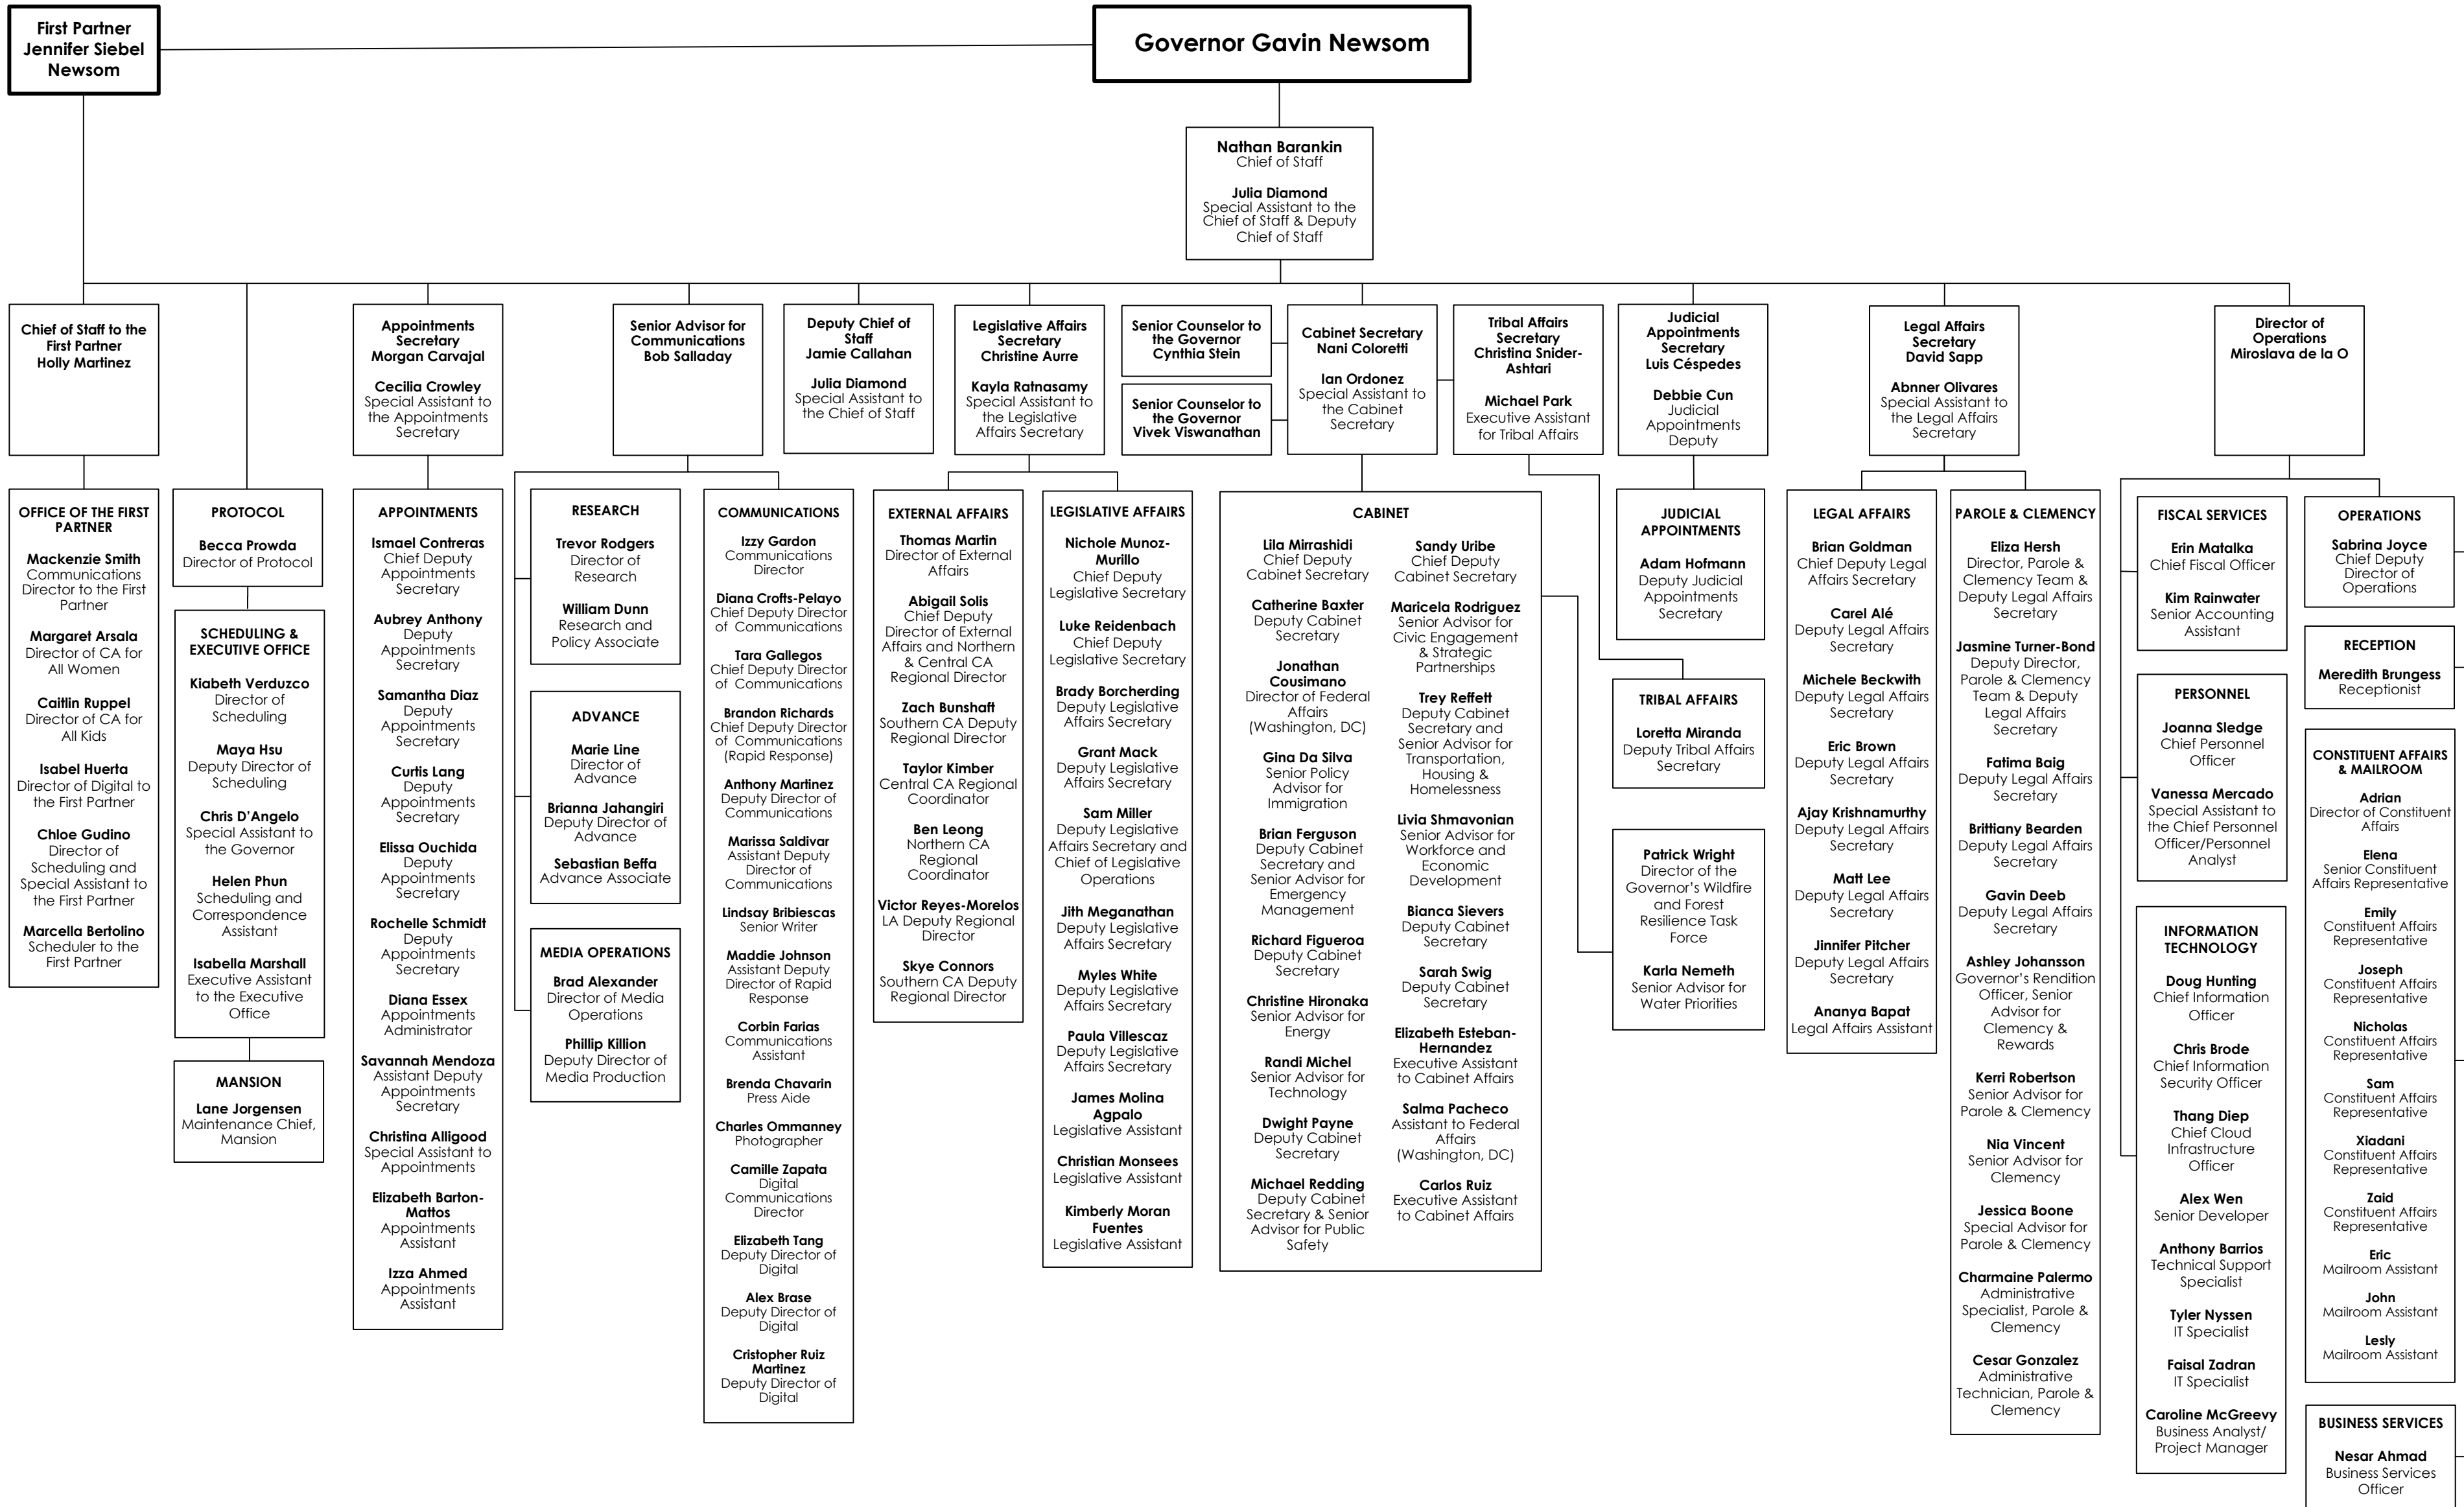 First Partner
Jennifer Siebel
Newsom
Governor Gavin Newsom
Nathan Barankin
Chief of Staff
Julia Diamond
Special Assistant to the
Chief of Staff & Deputy
Chief of Staff
Chief of Staff to the
First Partner
Holly Martinez
Appointments
Secretary
Morgan Carvajal
Cecilia Crowley
Special Assistant to
the Appointments
Secretary
Senior Advisor for
Communications
Bob Salladay
Deputy Chief of
Staff
Jamie Callahan
Julia Diamond
Special Assistant to
the Chief of Staff
Legislative Affairs
Secretary
Christine Aurre
Kayla Ratnasamy
Special Assistant to
the Legislative
Affairs Secretary
Senior Counselor to
the Governor
Cynthia Stein
Senior Counselor to
the Governor
Vivek Viswanathan
Cabinet Secretary
Nani Coloretti
Ian Ordonez
Special Assistant to
the Cabinet
Secretary
Tribal Affairs
Secretary
Christina Snider-
Ashtari
Michael Park
Executive Assistant
for Tribal Affairs
Judicial
Appointments
Secretary
Luis Céspedes
Debbie Cun
Judicial
Appointments
Deputy
Legal Affairs
Secretary
David Sapp
Abnner Olivares
Special Assistant to
the Legal Affairs
Secretary
Director of
Operations
Miroslava de la O
OFFICE OF THE FIRST
PARTNER
Mackenzie Smith
Communications
Director to the First
Partner
Margaret Arsala
Director of CA for
All Women
Caitlin Ruppel
Director of CA for
All Kids
Isabel Huerta
Director of Digital to
the First Partner
Chloe Gudino
Director of
Scheduling and
Special Assistant to
the First Partner
Marcella Bertolino
Scheduler to the
First Partner
PROTOCOL
Becca Prowda
Director of Protocol
SCHEDULING &
EXECUTIVE OFFICE
Kiabeth Verduzco
Director of
Scheduling
Maya Hsu
Deputy Director of
Scheduling
Chris D’Angelo
Special Assistant to
the Governor
Helen Phun
Scheduling and
Correspondence
Assistant
Isabella Marshall
Executive Assistant
to the Executive
Office
MANSION
Lane Jorgensen
Maintenance Chief,
Mansion
APPOINTMENTS
Ismael Contreras
Chief Deputy
Appointments
Secretary
Aubrey Anthony
Deputy
Appointments
Secretary
Samantha Diaz
Deputy
Appointments
Secretary
Curtis Lang
Deputy
Appointments
Secretary
Elissa Ouchida
Deputy
Appointments
Secretary
Rochelle Schmidt
Deputy
Appointments
Secretary
Diana Essex
Appointments
Administrator
Savannah Mendoza
Assistant Deputy
Appointments
Secretary
Christina Alligood
Special Assistant to
Appointments
Elizabeth Barton-
Mattos
Appointments
Assistant
Izza Ahmed
Appointments
Assistant
RESEARCH
Trevor Rodgers
Director of
Research
William Dunn
Research and
Policy Associate
ADVANCE
Marie Line
Director of
Advance
Brianna Jahangiri
Deputy Director of
Advance
Sebastian Beffa
Advance Associate
MEDIA OPERATIONS
Brad Alexander
Director of Media
Operations
Phillip Killion
Deputy Director of
Media Production
COMMUNICATIONS
Izzy Gardon
Communications
Director
Diana Crofts-Pelayo
Chief Deputy Director
of Communications
Tara Gallegos
Chief Deputy Director
of Communications
Brandon Richards
Chief Deputy Director
of Communications
(Rapid Response)
Anthony Martinez
Deputy Director of
Communications
Marissa Saldivar
Assistant Deputy
Director of
Communications
Lindsay Bribiescas
Senior Writer
Maddie Johnson
Assistant Deputy
Director of Rapid
Response
Corbin Farias
Communications
Assistant
Brenda Chavarin
Press Aide
Charles Ommanney
Photographer
Camille Zapata
Digital
Communications
Director
Elizabeth Tang
Deputy Director of
Digital
Alex Brase
Deputy Director of
Digital
Cristopher Ruiz
Martinez
Deputy Director of
Digital
EXTERNAL AFFAIRS
Thomas Martin
Director of External
Affairs
Abigail Solis
Chief Deputy
Director of External
Affairs and Northern
& Central CA
Regional Director
Zach Bunshaft
Southern CA Deputy
Regional Director
Taylor Kimber
Central CA Regional
Coordinator
Ben Leong
Northern CA
Regional
Coordinator
Victor Reyes-Morelos
LA Deputy Regional
Director
Skye Connors
Southern CA Deputy
Regional Director
LEGISLATIVE AFFAIRS
Nichole Munoz-
Murillo
Chief Deputy
Legislative Secretary
Luke Reidenbach
Chief Deputy
Legislative Secretary
Brady Borcherding
Deputy Legislative
Affairs Secretary
Grant Mack
Deputy Legislative
Affairs Secretary
Sam Miller
Deputy Legislative
Affairs Secretary and
Chief of Legislative
Operations
Jith Meganathan
Deputy Legislative
Affairs Secretary
Myles White
Deputy Legislative
Affairs Secretary
Paula Villescaz
Deputy Legislative
Affairs Secretary
James Molina
Agpalo
Legislative Assistant
Christian Monsees
Legislative Assistant
Kimberly Moran
Fuentes
Legislative Assistant
CABINET
Lila Mirrashidi
Chief Deputy
Cabinet Secretary
Catherine Baxter
Deputy Cabinet
Secretary
Jonathan
Cousimano
Director of Federal
Affairs
(Washington, DC)
Gina Da Silva
Senior Policy
Advisor for
Immigration
Brian Ferguson
Deputy Cabinet
Secretary and
Senior Advisor for
Emergency
Management
Richard Figueroa
Deputy Cabinet
Secretary
Christine Hironaka
Senior Advisor for
Energy
Randi Michel
Senior Advisor for
Technology
Dwight Payne
Deputy Cabinet
Secretary
Michael Redding
Deputy Cabinet
Secretary & Senior
Advisor for Public
Safety
Sandy Uribe
Chief Deputy
Cabinet Secretary
Maricela Rodriguez
Senior Advisor for
Civic Engagement
& Strategic
Partnerships
Trey Reffett
Deputy Cabinet
Secretary and
Senior Advisor for
Transportation,
Housing &
Homelessness
Livia Shmavonian
Senior Advisor for
Workforce and
Economic
Development
Bianca Sievers
Deputy Cabinet
Secretary
Sarah Swig
Deputy Cabinet
Secretary
Elizabeth Esteban-
Hernandez
Executive Assistant
to Cabinet Affairs
Salma Pacheco
Assistant to Federal
Affairs
(Washington, DC)
Carlos Ruiz
Executive Assistant
to Cabinet Affairs
JUDICIAL
APPOINTMENTS
Adam Hofmann
Deputy Judicial
Appointments
Secretary
TRIBAL AFFAIRS
Loretta Miranda
Deputy Tribal Affairs
Secretary
Patrick Wright
Director of the
Governor’s Wildfire
and Forest
Resilience Task
Force
Karla Nemeth
Senior Advisor for
Water Priorities
LEGAL AFFAIRS
Brian Goldman
Chief Deputy Legal
Affairs Secretary
Carel Alé
Deputy Legal Affairs
Secretary
Michele Beckwith
Deputy Legal Affairs
Secretary
Eric Brown
Deputy Legal Affairs
Secretary
Ajay Krishnamurthy
Deputy Legal Affairs
Secretary
Matt Lee
Deputy Legal Affairs
Secretary
Jinnifer Pitcher
Deputy Legal Affairs
Secretary
Ananya Bapat
Legal Affairs Assistant
PAROLE & CLEMENCY
Eliza Hersh
Director, Parole &
Clemency Team &
Deputy Legal Affairs
Secretary
Jasmine Turner-Bond
Deputy Director,
Parole & Clemency
Team & Deputy
Legal Affairs
Secretary
Fatima Baig
Deputy Legal Affairs
Secretary
Brittiany Bearden
Deputy Legal Affairs
Secretary
Gavin Deeb
Deputy Legal Affairs
Secretary
Ashley Johansson
Governor’s Rendition
Officer, Senior
Advisor for
Clemency &
Rewards
Kerri Robertson
Senior Advisor for
Parole & Clemency
Nia Vincent
Senior Advisor for
Clemency
Jessica Boone
Special Advisor for
Parole & Clemency
Charmaine Palermo
Administrative
Specialist, Parole &
Clemency
Cesar Gonzalez
Administrative
Technician, Parole &
Clemency
FISCAL SERVICES
Erin Matalka
Chief Fiscal Officer
Kim Rainwater
Senior Accounting
Assistant
PERSONNEL
Joanna Sledge
Chief Personnel
Officer
Vanessa Mercado
Special Assistant to
the Chief Personnel
Officer/Personnel
Analyst
INFORMATION
TECHNOLOGY
Doug Hunting
Chief Information
Officer
Chris Brode
Chief Information
Security Officer
Thang Diep
Chief Cloud
Infrastructure
Officer
Alex Wen
Senior Developer
Anthony Barrios
Technical Support
Specialist
Tyler Nyssen
IT Specialist
Faisal Zadran
IT Specialist
Caroline McGreevy
Business Analyst/
Project Manager
OPERATIONS
Sabrina Joyce
Chief Deputy
Director of
Operations
RECEPTION
Meredith Brungess
Receptionist
CONSTITUENT AFFAIRS
& MAILROOM
Adrian
Director of Constituent
Affairs
Elena
Senior Constituent
Affairs Representative
Emily
Constituent Affairs
Representative
Joseph
Constituent Affairs
Representative
Nicholas
Constituent Affairs
Representative
Sam
Constituent Affairs
Representative
Xiadani
Constituent Affairs
Representative
Zaid
Constituent Affairs
Representative
Eric
Mailroom Assistant
John
Mailroom Assistant
Lesly
Mailroom Assistant
BUSINESS SERVICES
Nesar Ahmad
Business Services
Officer